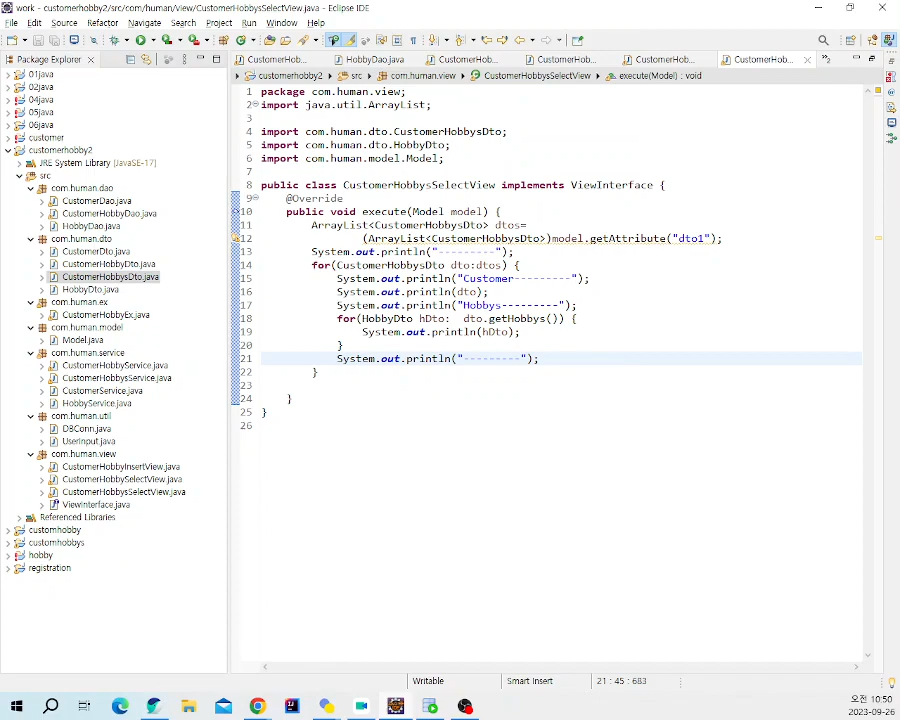 work - customerhobby2/src/com/human/view/CustomerHobbysSelectView.java - Eclipse IDE
File Edit Source Refactor Navigate Search Project Run Window Help
Package Explorer
CustomerHob...
HobbyDao.java
CustomerHob...
CustomerHob...
CustomerHob...
CustomerHob...
2
customerhobby2 src com.human.view CustomerHobbysSelectView execute(Model) : void
01java
02java
04java
05java
06java
customer
customerhobby2
JRE System Library [JavaSE-17]
src
com.human.dao
CustomerDao.java
CustomerHobbyDao.java
HobbyDao.java
com.human.dto
CustomerDto.java
CustomerHobbyDto.java
CustomerHobbysDto.java
HobbyDto.java
com.human.ex
CustomerHobbyEx.java
com.human.model
Model.java
com.human.service
CustomerHobbyService.java
CustomerHobbysService.java
CustomerService.java
HobbyService.java
com.human.util
DBConn.java
UserInput.java
com.human.view
CustomerHobbyInsertView.java
CustomerHobbySelectView.java
CustomerHobbysSelectView.java
ViewInterface.java
Referenced Libraries
customhobby
customhobbys
hobby
registration
1 package com.human.view;
2 import java.util.ArrayList;
3
4 import com.human.dto.CustomerHobbysDto;
5 import com.human.dto.HobbyDto;
6 import com.human.model.Model;
7
8 public class CustomerHobbysSelectView implements ViewInterface {
9 @Override
10 public void execute(Model model) {
11 ArrayList<CustomerHobbysDto> dtos=
12 (ArrayList<CustomerHobbysDto>)model.getAttribute("dto1");
13 System.out.println("---------");
14 for(CustomerHobbysDto dto:dtos) {
15 System.out.println("Customer---------");
16 System.out.println(dto);
17 System.out.println("Hobbys---------");
18 for(HobbyDto hDto: dto.getHobbys()) {
19 System.out.println(hDto);
20 }
21 System.out.println("---------");
22 }
23
24 }
25 }
26
Writable Smart Insert 21 : 45 : 683
오전 10:50
2023-09-26